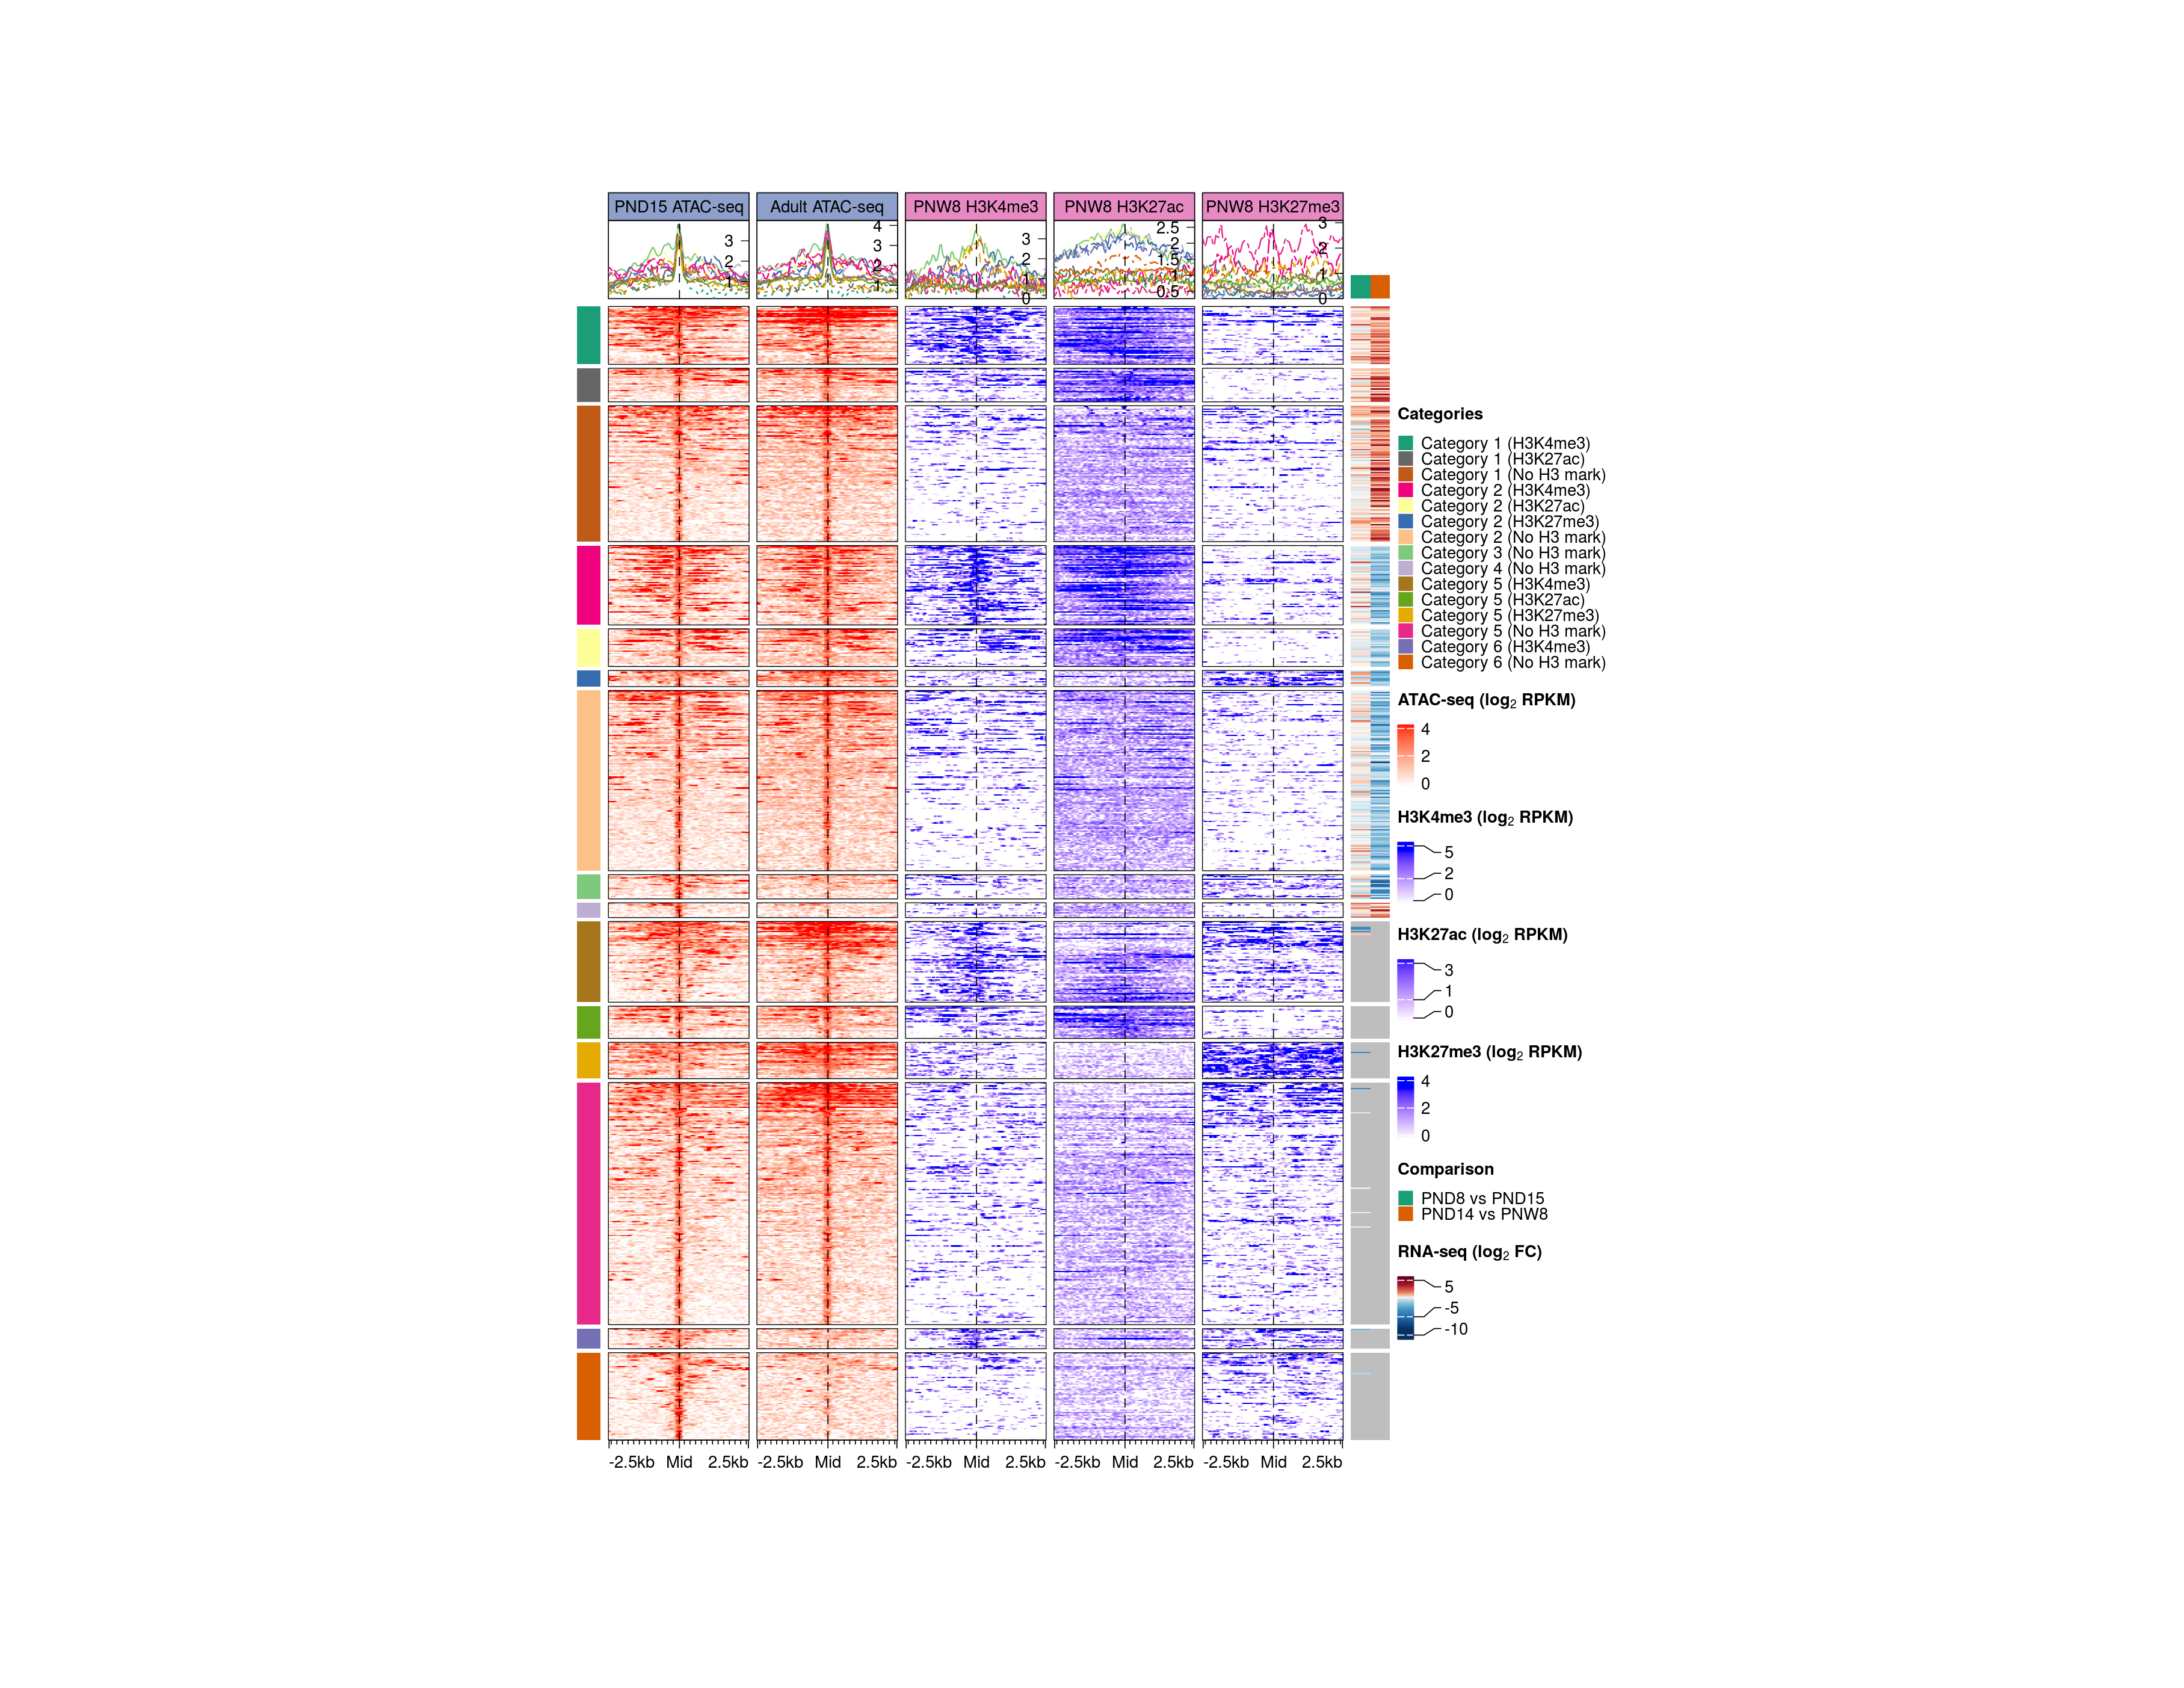 PND15 ATAC-seq
Adult ATAC-seq
PNW8 H3K4me3
PNW8 H3K27ac
PNW8 H3K27me3
3
2
1
4
3
2
1
3
2
1
0
2.5
2
1.5
1
0.5
3
2
1
0
Categories
Category 1 (H3K4me3)
Category 1 (H3K27ac)
Category 1 (No H3 mark)
Category 2 (H3K4me3)
Category 2 (H3K27ac)
Category 2 (H3K27me3)
Category 2 (No H3 mark)
Category 3 (No H3 mark)
Category 4 (No H3 mark)
Category 5 (H3K4me3)
Category 5 (H3K27ac)
Category 5 (H3K27me3)
Category 5 (No H3 mark)
Category 6 (H3K4me3)
Category 6 (No H3 mark)
ATAC-seq (log₂ RPKM)
4
2
0
H3K4me3 (log₂ RPKM)
5
2
0
H3K27ac (log₂ RPKM)
3
1
0
H3K27me3 (log₂ RPKM)
4
2
0
Comparison
PND8 vs PND15
PND14 vs PNW8
RNA-seq (log₂ FC)
5
-5
-10
-2.5kb Mid 2.5kb
-2.5kb Mid 2.5kb
-2.5kb Mid 2.5kb
-2.5kb Mid 2.5kb
-2.5kb Mid 2.5kb